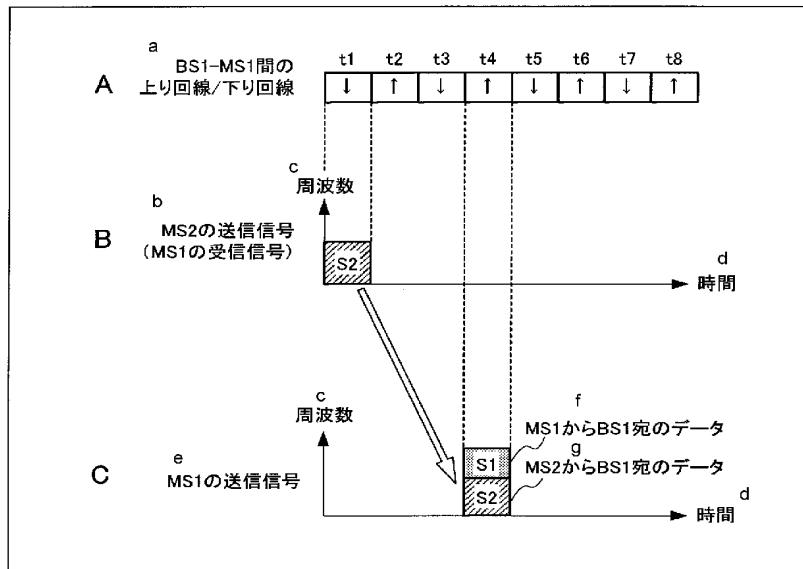 a
t1 t2 t3 t4 t5 t6 t7 t8
A
BS1-MS1間の
上り回線/下り回線
↓ ↑ ↓ ↑ ↓ ↑ ↓ ↑
c
周波数
b
B
MS2の送信信号
(MS1の受信信号)
S2
d
時間
c
周波数
f
MS1からBS1宛のデータ
e
C
MS1の送信信号
S1
g
MS2からBS1宛のデータ
S2
d
時間